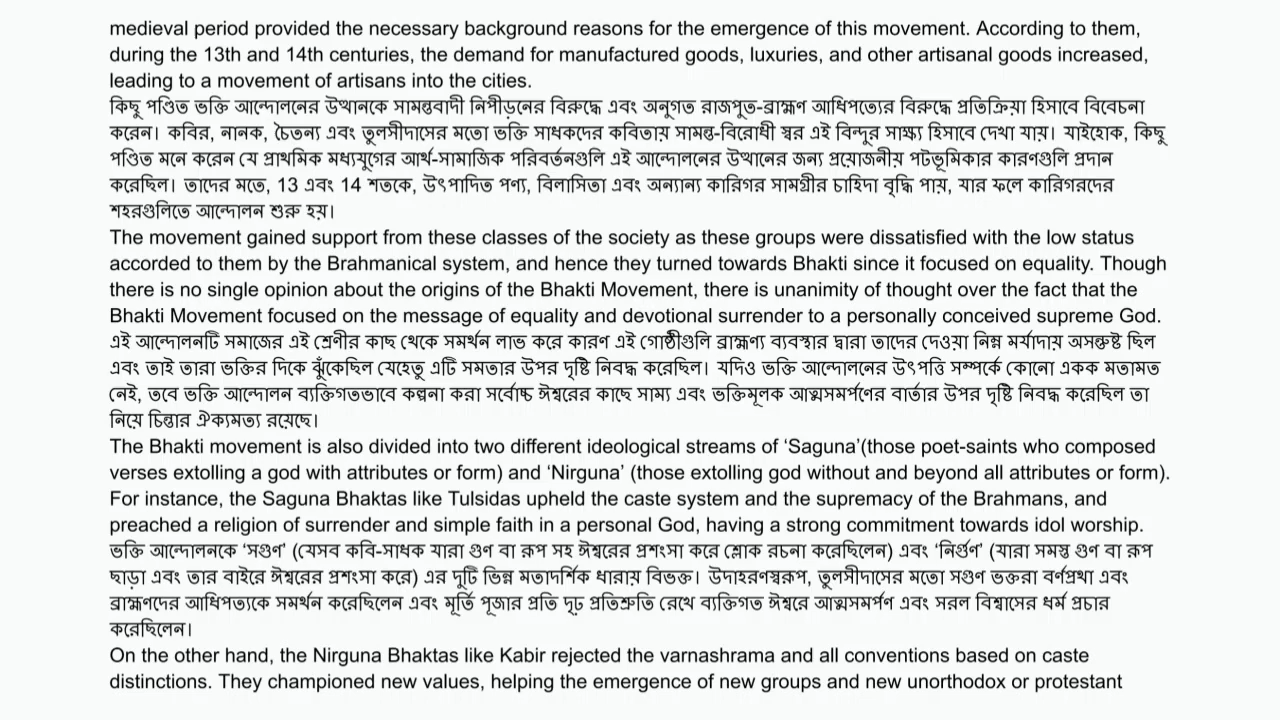 medieval period provided the necessary background reasons for the emergence of this movement. According to them,
during the 13th and 14th centuries, the demand for manufactured goods, luxuries, and other artisanal goods increased,
leading to a movement of artisans into the cities.
কিছু পণ্ডিত ভক্তি আন্দোলনের উত্থানকে সামন্তবাদী নিপীড়নের বিরুদ্ধে এবং অনুগত রাজপুত-ব্রাহ্মণ আধিপত্যের বিরুদ্ধে প্রতিক্রিয়া হিসাবে বিবেচনা
করেন। কবির, নানক, চৈতন্য এবং তুলসীদাসের মতো ভক্তি সাধকদের কবিতায় সামন্ত-বিরোধী স্বর এই বিন্দুর সাক্ষ্য হিসাবে দেখা যায়। যাইহোক, কিছু
পণ্ডিত মনে করেন যে প্রাথমিক মধ্যযুগের আর্থ-সামাজিক পরিবর্তনগুলি এই আন্দোলনের উত্থানের জন্য প্রয়োজনীয় পটভূমিকার কারণগুলি প্রদান
করেছিল। তাদের মতে, 13 এবং 14 শতকে, উৎপাদিত পণ্য, বিলাসিতা এবং অন্যান্য কারিগর সামগ্রীর চাহিদা বৃদ্ধি পায়, যার ফলে কারিগরদের
শহরগুলিতে আন্দোলন শুরু হয়।
The movement gained support from these classes of the society as these groups were dissatisfied with the low status
accorded to them by the Brahmanical system, and hence they turned towards Bhakti since it focused on equality. Though
there is no single opinion about the origins of the Bhakti Movement, there is unanimity of thought over the fact that the
Bhakti Movement focused on the message of equality and devotional surrender to a personally conceived supreme God.
এই আন্দোলনটি সমাজের এই শ্রেণীর কাছ থেকে সমর্থন লাভ করে কারণ এই গোষ্ঠীগুলি ব্রাহ্মণ্য ব্যবস্থার দ্বারা তাদের দেওয়া নিম্ন মর্যাদায় অসন্তুষ্ট ছিল
এবং তাই তারা ভক্তির দিকে ঝুঁকেছিল যেহেতু এটি সমতার উপর দৃষ্টি নিবদ্ধ করেছিল। যদিও ভক্তি আন্দোলনের উৎপত্তি সম্পর্কে কোনো একক মতামত
নেই, তবে ভক্তি আন্দোলন ব্যক্তিগতভাবে কল্পনা করা সর্বোচ্চ ঈশ্বরের কাছে সাম্য এবং ভক্তিমূলক আত্মসমর্পণের বার্তার উপর দৃষ্টি নিবদ্ধ করেছিল তা
নিয়ে চিন্তার ঐক্যমত্য রয়েছে।
The Bhakti movement is also divided into two different ideological streams of ‘Saguna’(those poet-saints who composed
verses extolling a god with attributes or form) and ‘Nirguna’ (those extolling god without and beyond all attributes or form).
For instance, the Saguna Bhaktas like Tulsidas upheld the caste system and the supremacy of the Brahmans, and
preached a religion of surrender and simple faith in a personal God, having a strong commitment towards idol worship.
ভক্তি আন্দোলনকে ‘সগুণ’ (যেসব কবি-সাধক যারা গুণ বা রূপ সহ ঈশ্বরের প্রশংসা করে শ্লোক রচনা করেছিলেন) এবং ‘নির্গুণ’ (যারা সমস্ত গুণ বা রূপ
ছাড়া এবং তার বাইরে ঈশ্বরের প্রশংসা করে) এর দুটি ভিন্ন মতাদর্শিক ধারায় বিভক্ত। উদাহরণস্বরূপ, তুলসীদাসের মতো সগুণ ভক্তরা বর্ণপ্রথা এবং
ব্রাহ্মণদের আধিপত্যকে সমর্থন করেছিলেন এবং মূর্তি পূজার প্রতি দৃঢ় প্রতিশ্রুতি রেখে ব্যক্তিগত ঈশ্বরে আত্মসমর্পণ এবং সরল বিশ্বাসের ধর্ম প্রচার
করেছিলেন।
On the other hand, the Nirguna Bhaktas like Kabir rejected the varnashrama and all conventions based on caste
distinctions. They championed new values, helping the emergence of new groups and new unorthodox or protestant